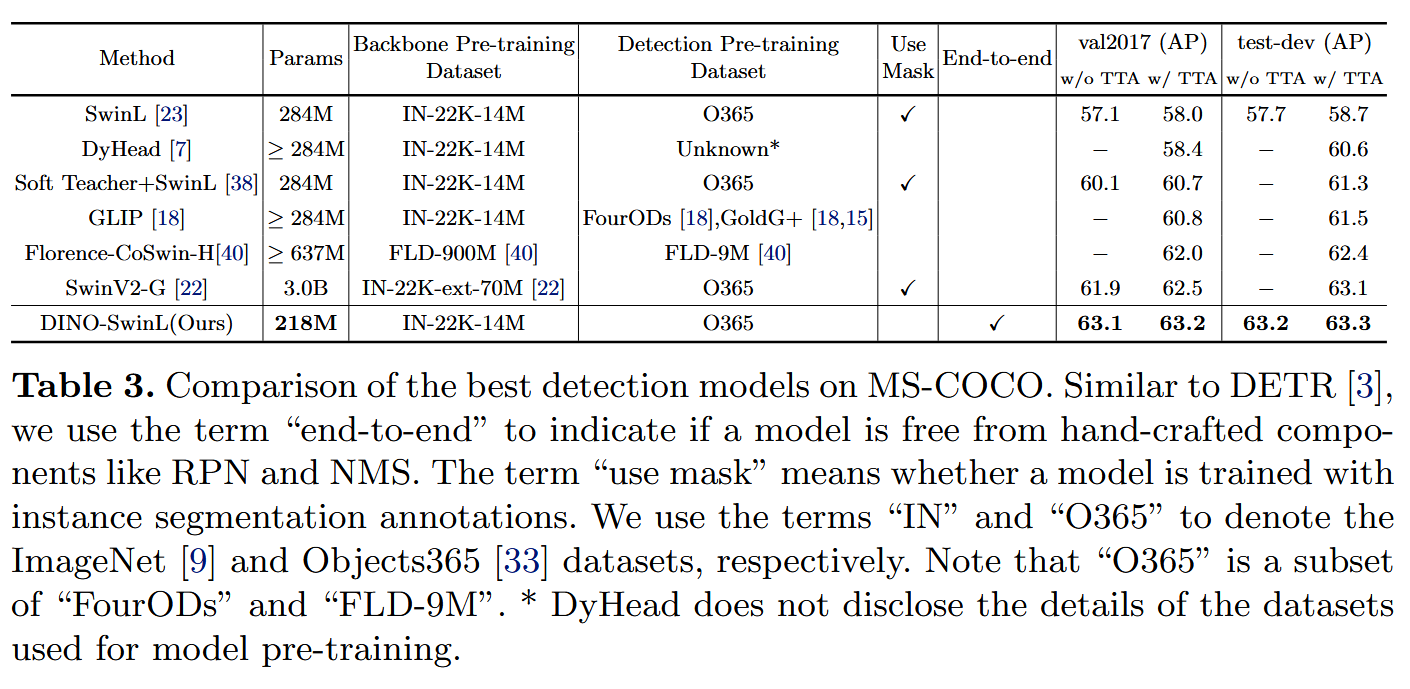 Method Params Backbone Pre-training Dataset Detection Pre-training Dataset Use Mask End-to-end val2017 (AP) test-dev (AP)
w/o TTA w/ TTA w/o TTA w/ TTA
SwinL [23] 284M IN-22K-14M O365 ✓ 57.1 58.0 57.7 58.7
DyHead [7] ≥ 284M IN-22K-14M Unknown* − 58.4 − 60.6
Soft Teacher+SwinL [38] 284M IN-22K-14M O365 ✓ 60.1 60.7 − 61.3
GLIP [18] ≥ 284M IN-22K-14M FourODs [18],GoldG+ [18,15] − 60.8 − 61.5
Florence-CoSwin-H[40] ≥ 637M FLD-900M [40] FLD-9M [40] − 62.0 − 62.4
SwinV2-G [22] 3.0B IN-22K-ext-70M [22] O365 ✓ 61.9 62.5 − 63.1
DINO-SwinL(Ours) 218M IN-22K-14M O365 ✓ 63.1 63.2 63.2 63.3
Table 3. Comparison of the best detection models on MS-COCO. Similar to DETR [3],
we use the term “end-to-end” to indicate if a model is free from hand-crafted compo-
nents like RPN and NMS. The term “use mask” means whether a model is trained with
instance segmentation annotations. We use the terms “IN” and “O365” to denote the
ImageNet [9] and Objects365 [33] datasets, respectively. Note that “O365” is a subset
of “FourODs” and “FLD-9M”. * DyHead does not disclose the details of the datasets
used for model pre-training.